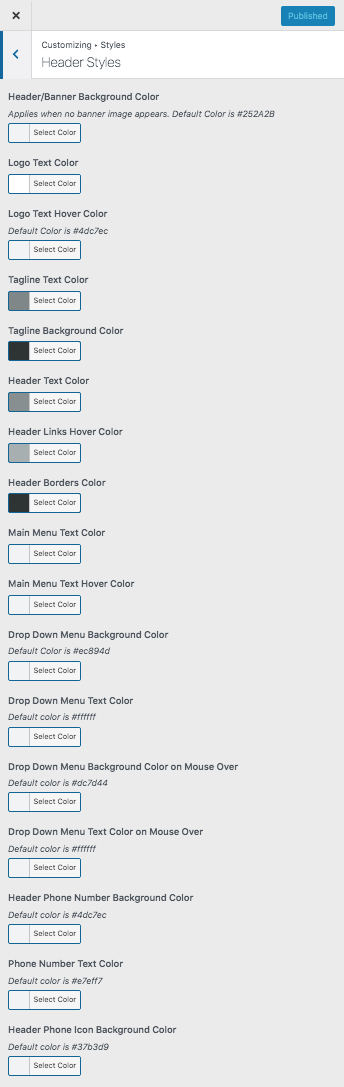 Published
Customizing ▸ Styles
Header Styles
Header/Banner Background Color
Applies when no banner image appears. Default Color is #252A2B
Select Color
Logo Text Color
Select Color
Logo Text Hover Color
Default Color is #4dc7ec
Select Color
Tagline Text Color
Select Color
Tagline Background Color
Select Color
Header Text Color
Select Color
Header Links Hover Color
Select Color
Header Borders Color
Select Color
Main Menu Text Color
Select Color
Main Menu Text Hover Color
Select Color
Drop Down Menu Background Color
Default Color is #ec894d
Select Color
Drop Down Menu Text Color
Default color is #ffffff
Select Color
Drop Down Menu Background Color on Mouse Over
Default color is #dc7d44
Select Color
Drop Down Menu Text Color on Mouse Over
Default color is #ffffff
Select Color
Header Phone Number Background Color
Default color is #4dc7ec
Select Color
Phone Number Text Color
Default color is #e7eff7
Select Color
Header Phone Icon Background Color
Default color is #37b3d9
Select Color